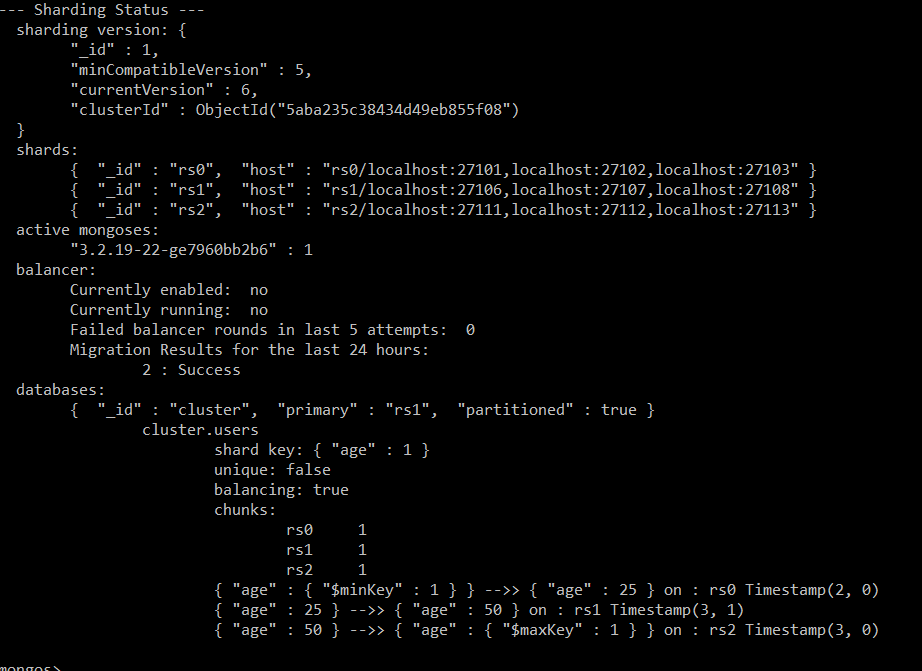 --- Sharding Status ---
sharding version: {
"_id" : 1,
"minCompatibleVersion" : 5,
"currentVersion" : 6,
"clusterId" : ObjectId("5aba235c38434d49eb855f08")
}
shards:
{ "_id" : "rs0", "host" : "rs0/localhost:27101,localhost:27102,localhost:27103" }
{ "_id" : "rs1", "host" : "rs1/localhost:27106,localhost:27107,localhost:27108" }
{ "_id" : "rs2", "host" : "rs2/localhost:27111,localhost:27112,localhost:27113" }
active mongoses:
"3.2.19-22-ge7960bb2b6" : 1
balancer:
Currently enabled: no
Currently running: no
Failed balancer rounds in last 5 attempts: 0
Migration Results for the last 24 hours:
2 : Success
databases:
{ "_id" : "cluster", "primary" : "rs1", "partitioned" : true }
cluster.users
shard key: { "age" : 1 }
unique: false
balancing: true
chunks:
rs0 1
rs1 1
rs2 1
{ "age" : { "$minKey" : 1 } } -->> { "age" : 25 } on : rs0 Timestamp(2, 0)
{ "age" : 25 } -->> { "age" : 50 } on : rs1 Timestamp(3, 1)
{ "age" : 50 } -->> { "age" : { "$maxKey" : 1 } } on : rs2 Timestamp(3, 0)
mongos>